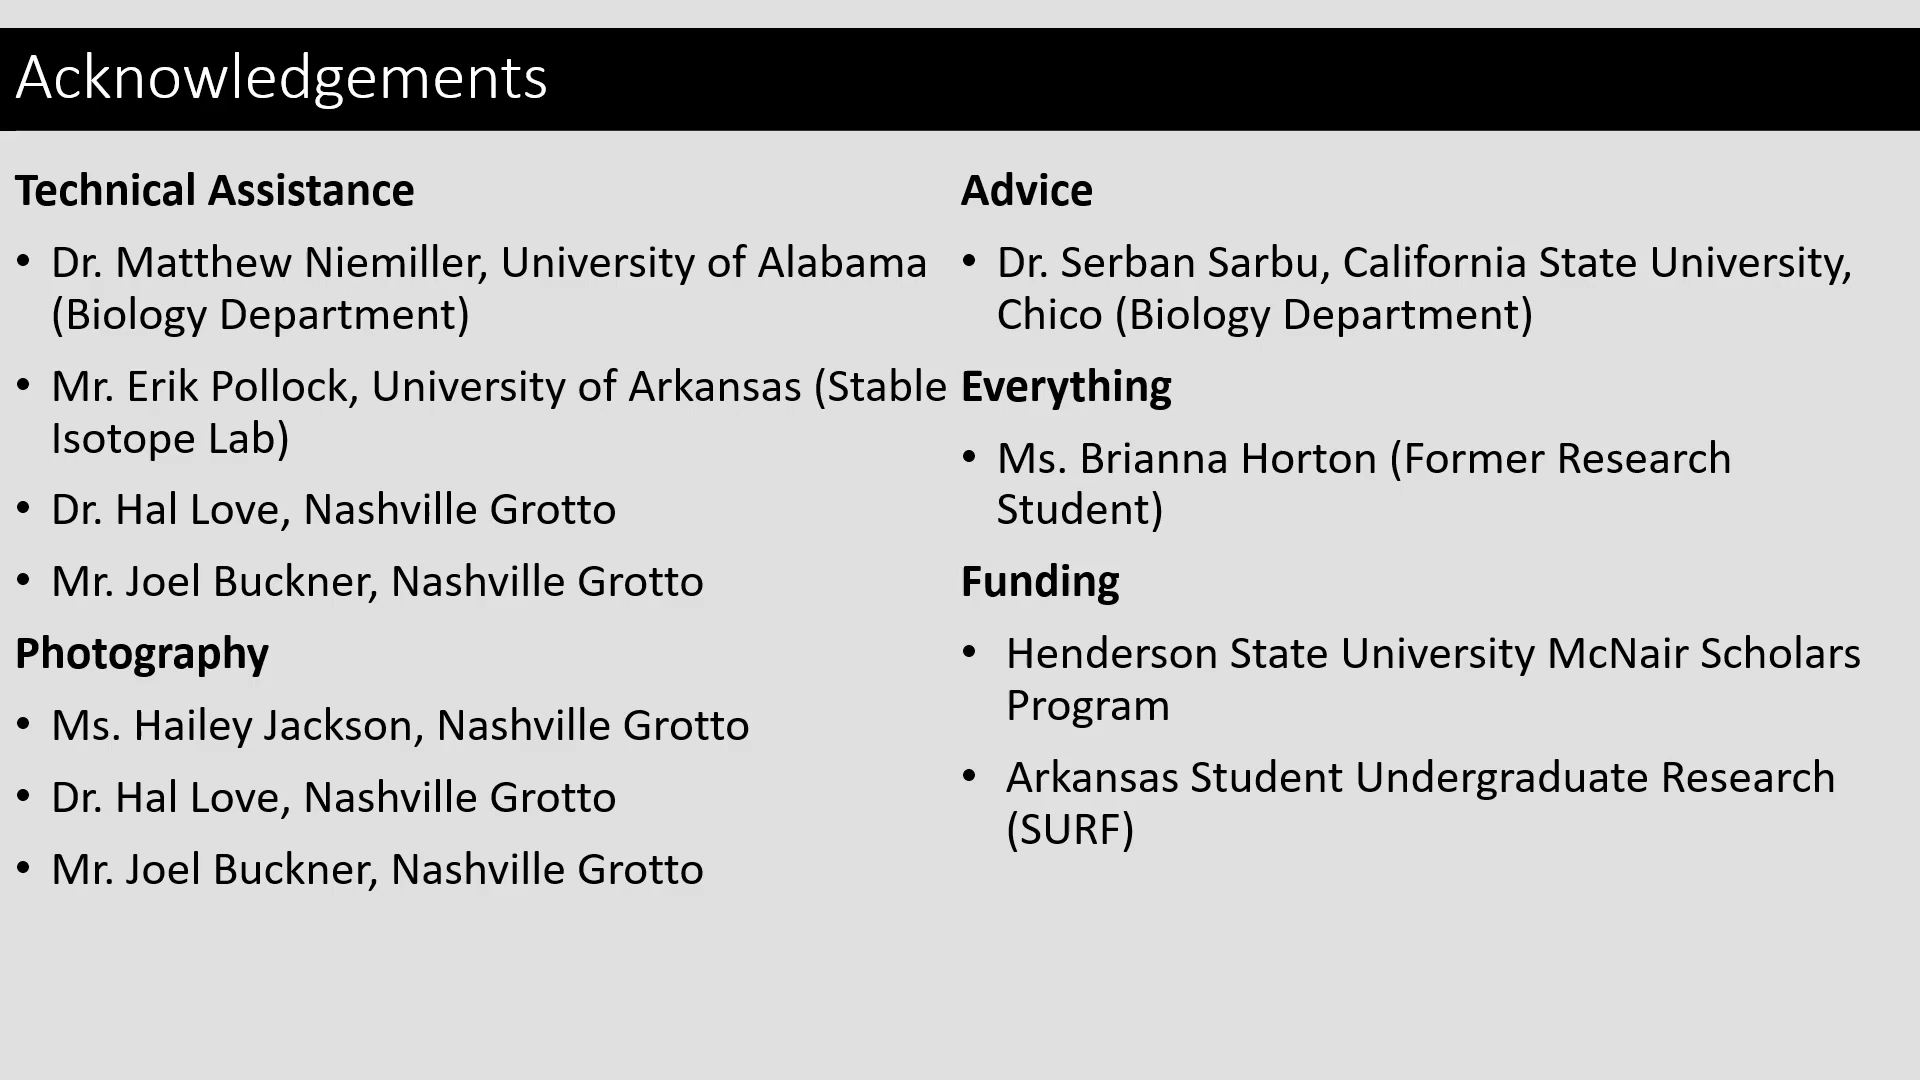 Acknowledgements
Technical Assistance
• Dr. Matthew Niemiller, University of Alabama
(Biology Department)
• Mr. Erik Pollock, University of Arkansas (Stable
Isotope Lab)
• Dr. Hal Love, Nashville Grotto
• Mr. Joel Buckner, Nashville Grotto
Photography
• Ms. Hailey Jackson, Nashville Grotto
• Dr. Hal Love, Nashville Grotto
• Mr. Joel Buckner, Nashville Grotto
Advice
• Dr. Serban Sarbu, California State University,
Chico (Biology Department)
Everything
• Ms. Brianna Horton (Former Research
Student)
Funding
• Henderson State University McNair Scholars
Program
• Arkansas Student Undergraduate Research
(SURF)